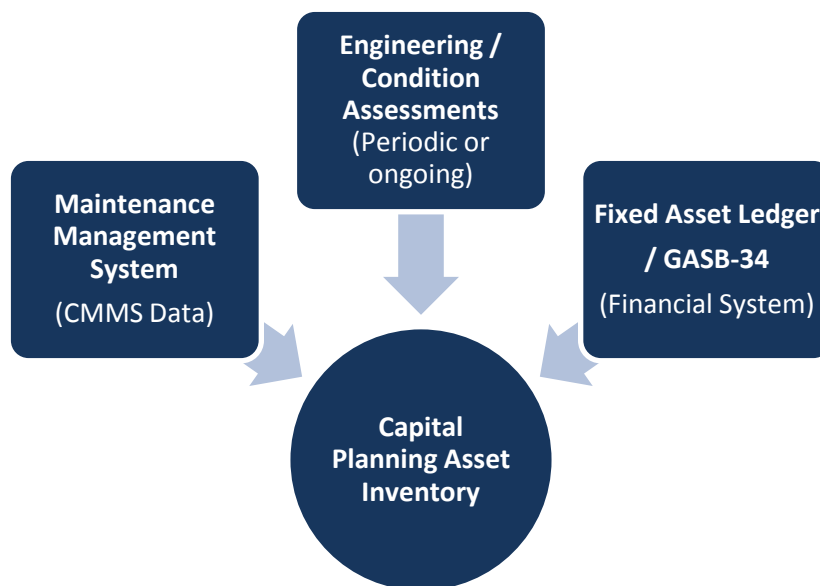 Engineering /
Condition
Assessments
(Periodic or
ongoing)
Maintenance
Management
System
(CMMS Data)
Fixed Asset Ledger
/ GASB-34
(Financial System)
Capital
Planning Asset
Inventory